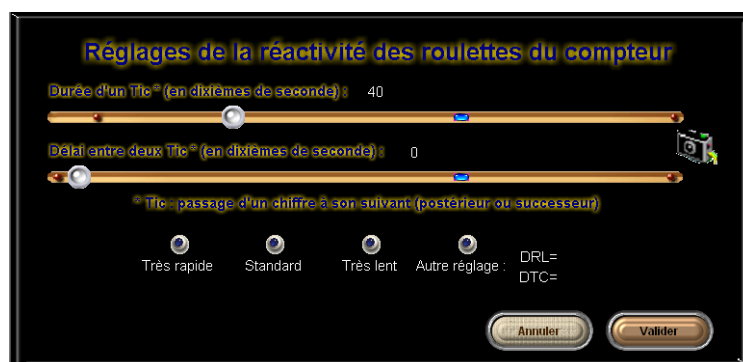 Réglages de la réactivité des roulettes du compteur
Durée d'un Tic * (en dixièmes de seconde) : 40
Délai entre deux Tic * (en dixièmes de seconde) : 0
* Tic : passage d'un chiffre à son suivant (postérieur ou successeur)
Très rapide Standard Très lent Autre réglage : DRL=
DTC=
Annuler Valider